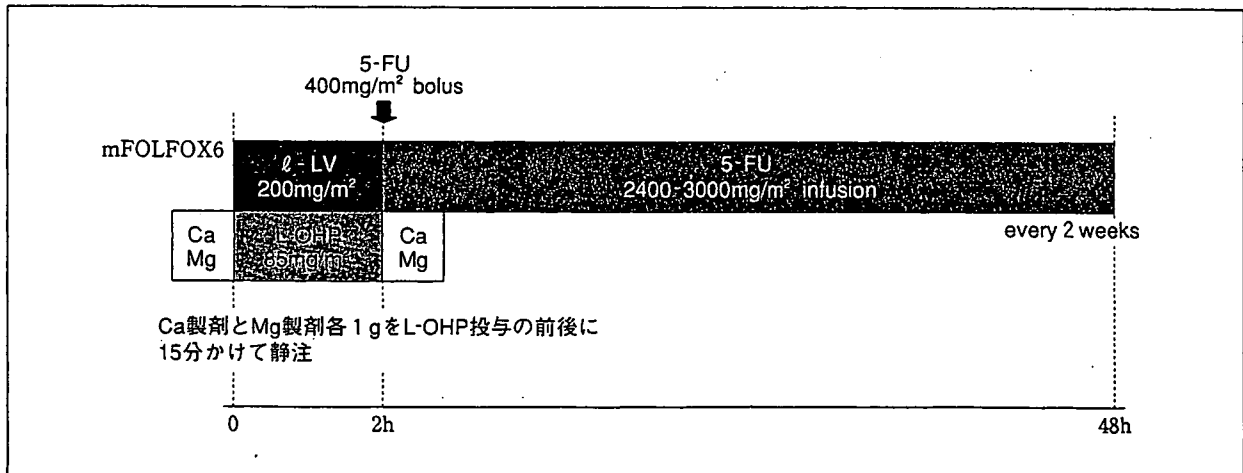 5-FU
400mg/m² bolus
mFOLFOX6
ℓ-LV
200mg/m²
5-FU
2400-3000mg/m² infusion
Ca
Mg
L-OHP
85mg/m²
Ca
Mg
every 2 weeks
Ca製剤とMg製剤各1gをL-OHP投与の前後に
15分かけて静注
0
2h
48h